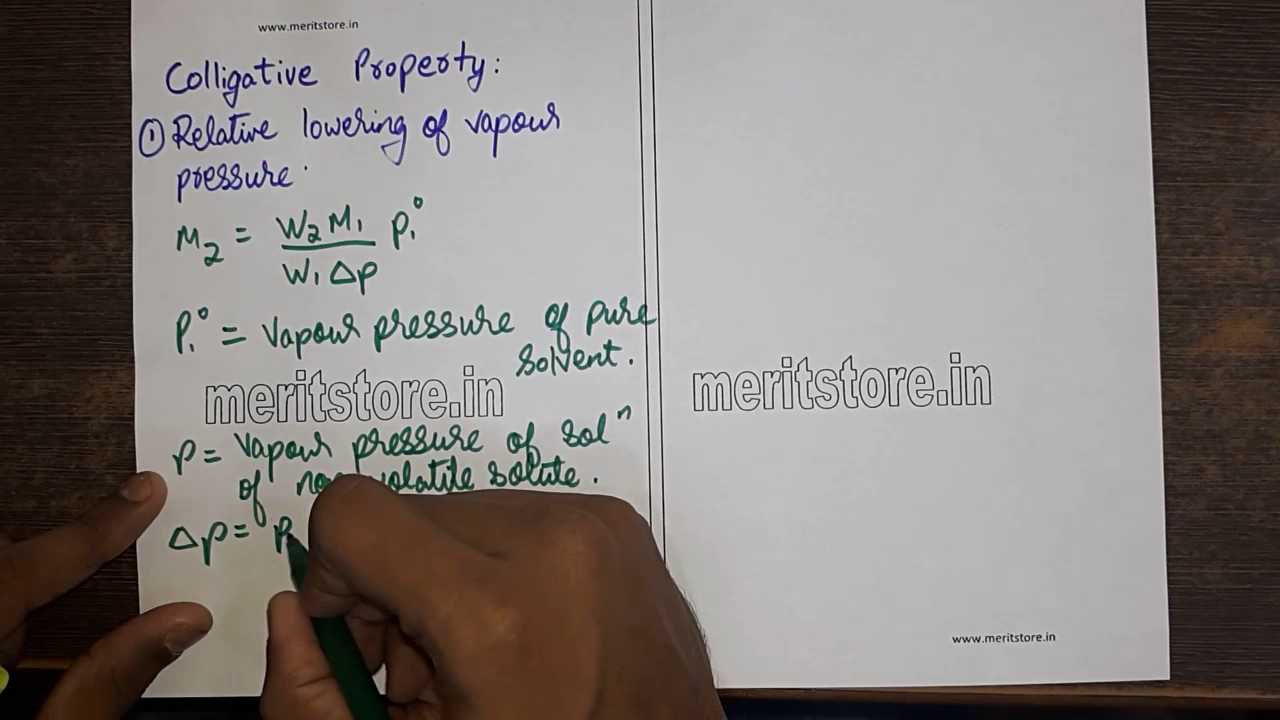 www.meritstore.in
Colligative Property:
① Relative lowering of vapour
pressure.
M₂ = W₂ M₁ / W₁ Δp P₁°
P₁° = Vapour pressure of pure
solvent.
meritstore.in
meritstore.in
p = Vapour pressure of solⁿ
of volatile solute.
Δp = P
www.meritstore.in